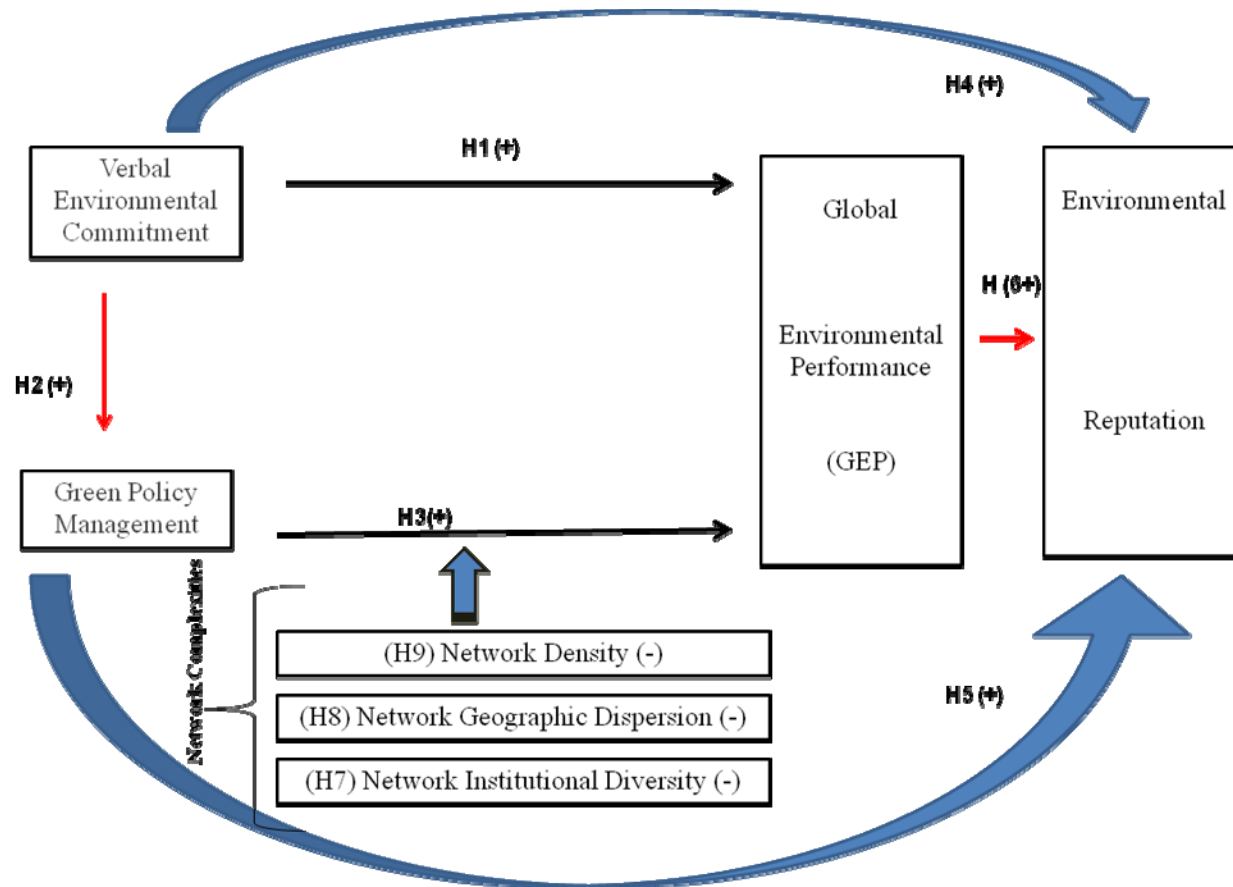 H4 (+)
H1 (+)
Verbal
Environmental
Commitment
Global
Environmental
Performance
(GEP)
H (6+)
Environmental
Reputation
H2 (+)
Green Policy
Management
H3(+)
Network Complexities
(H9) Network Density (-)
(H8) Network Geographic Dispersion (-)
(H7) Network Institutional Diversity (-)
H5 (+)